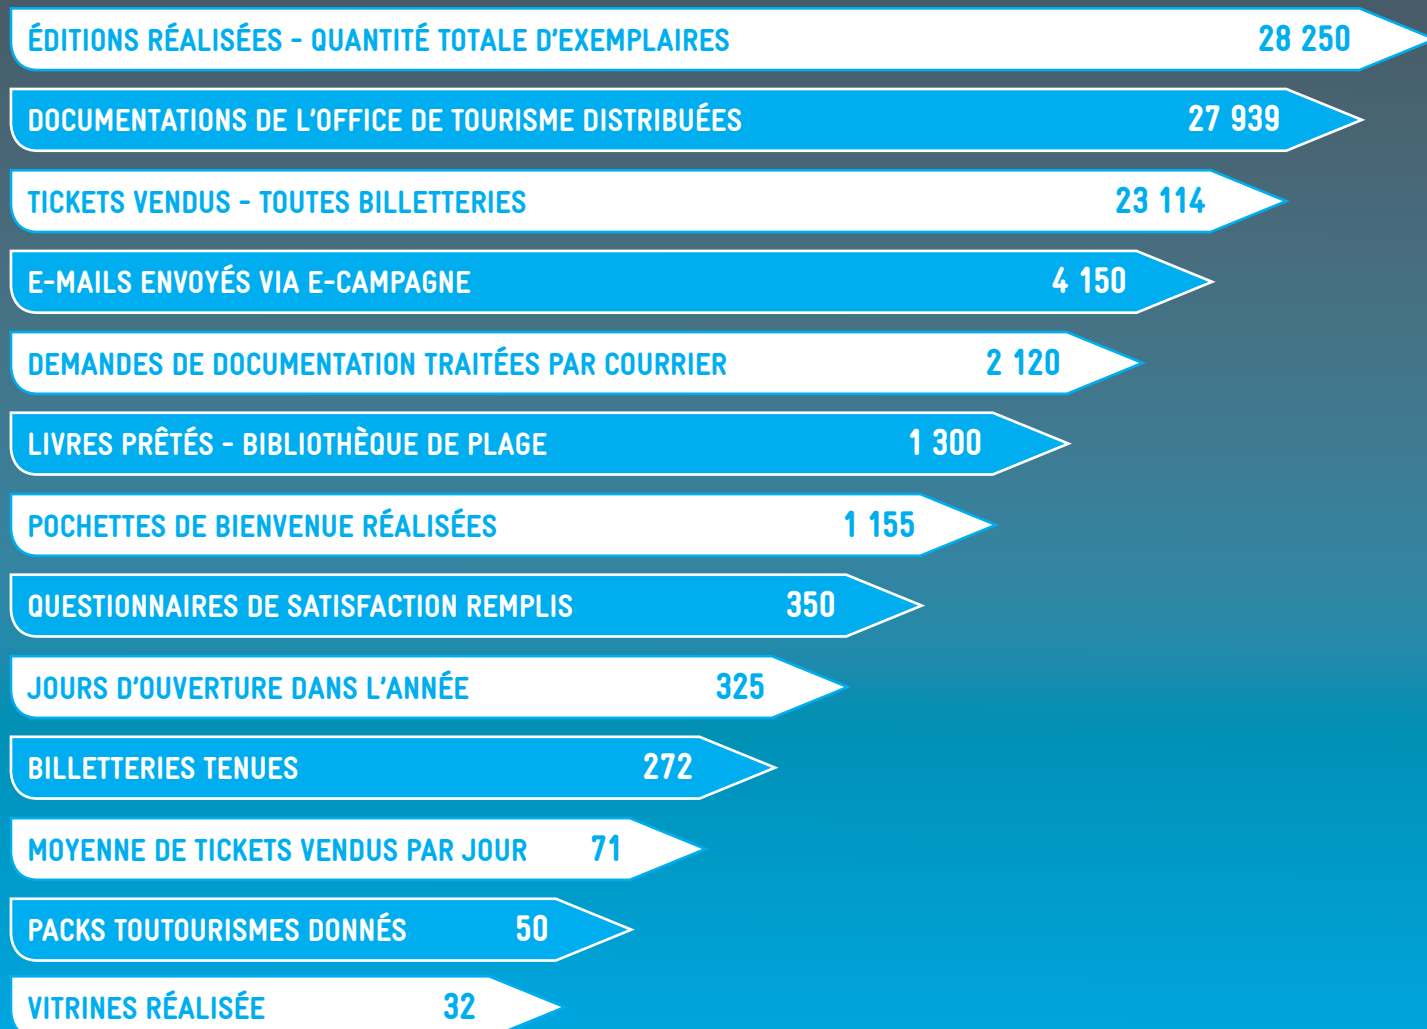 ÉDITIONS RÉALISÉES - QUANTITÉ TOTALE D'EXEMPLAIRES 28 250
DOCUMENTATIONS DE L'OFFICE DE TOURISME DISTRIBUÉES 27 939
TICKETS VENDUS - TOUTES BILLETTERIES 23 114
E-MAILS ENVOYÉS VIA E-CAMPAGNE 4 150
DEMANDES DE DOCUMENTATION TRAITÉES PAR COURRIER 2 120
LIVRES PRÊTÉS - BIBLIOTHÈQUE DE PLAGE 1 300
POCHETTES DE BIENVENUE RÉALISÉES 1 155
QUESTIONNAIRES DE SATISFACTION REMPLIS 350
JOURS D'OUVERTURE DANS L'ANNÉE 325
BILLETTERIES TENUES 272
MOYENNE DE TICKETS VENDUS PAR JOUR 71
PACKS TOUTOURISMES DONNÉS 50
VITRINES RÉALISÉE 32